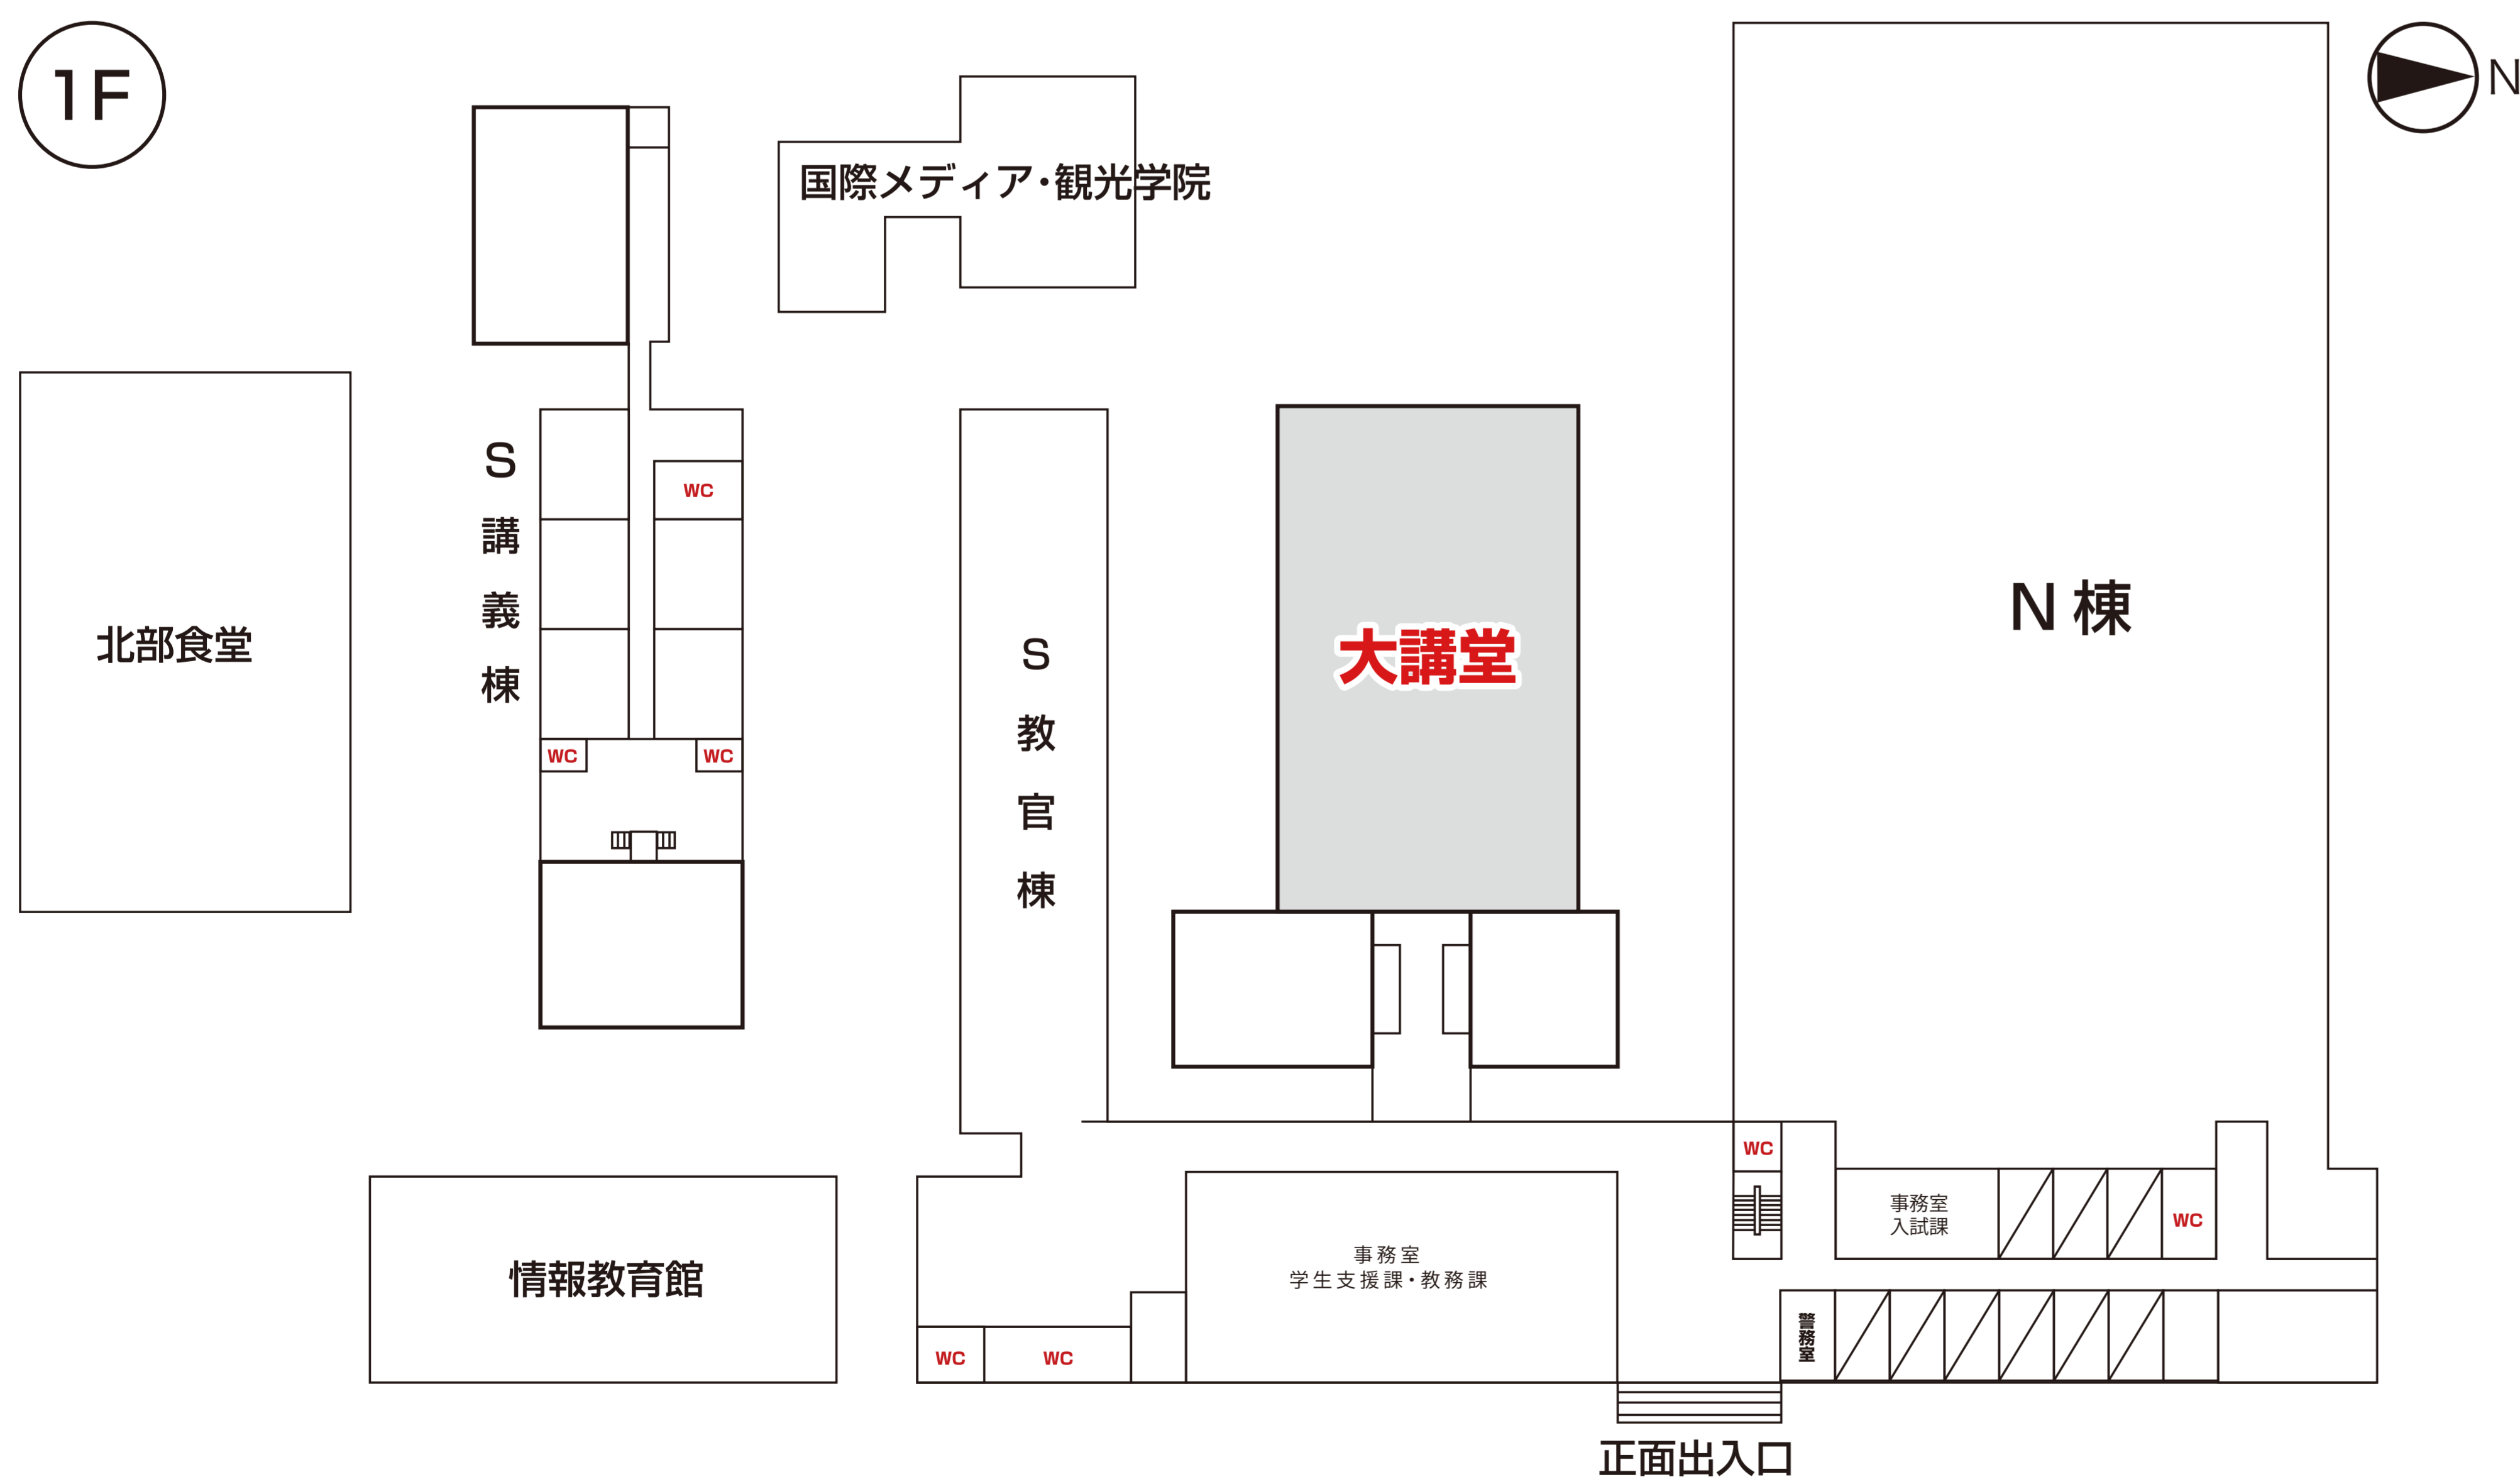 1F
N
国際メディア・観光学院
S講義棟
WC
北部食堂
S教官棟
大講堂
N棟
WC
WC
WC
事務室
入試課
WC
事務室
学生支援課・教務課
情報教育館
警務室
WC
WC
正面出入口